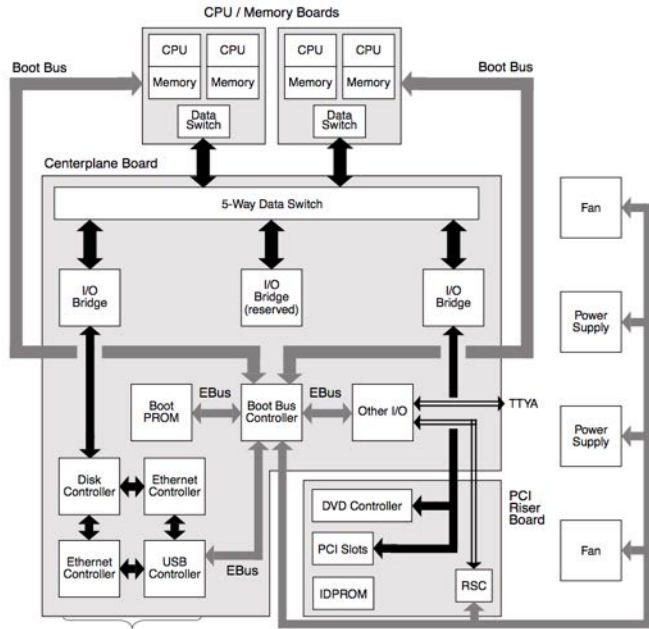 CPU / Memory Boards
CPU
CPU
Memory
Memory
Data
Switch
CPU
CPU
Memory
Memory
Data
Switch
Boot Bus
Boot Bus
Centerplane Board
5-Way Data Switch
I/O
Bridge
I/O
Bridge
(reserved)
I/O
Bridge
Fan
Power
Supply
Boot
PROM
EBus
Boot Bus
Controller
EBus
Other I/O
TTYA
Power
Supply
Disk
Controller
Ethernet
Controller
Ethernet
Controller
USB
Controller
EBus
DVD Controller
PCI Slots
IDPROM
RSC
PCI
Riser
Board
Fan